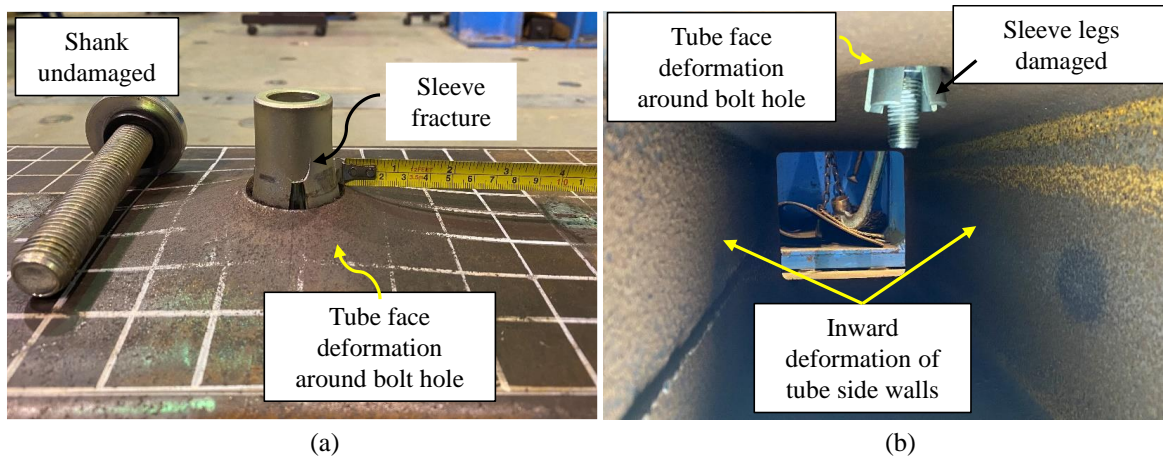 Shank
undamaged
Sleeve
fracture
Tube face
deformation
around bolt hole
(a)
Tube face
deformation
around bolt hole
Sleeve legs
damaged
Inward
deformation of
tube side walls
(b)